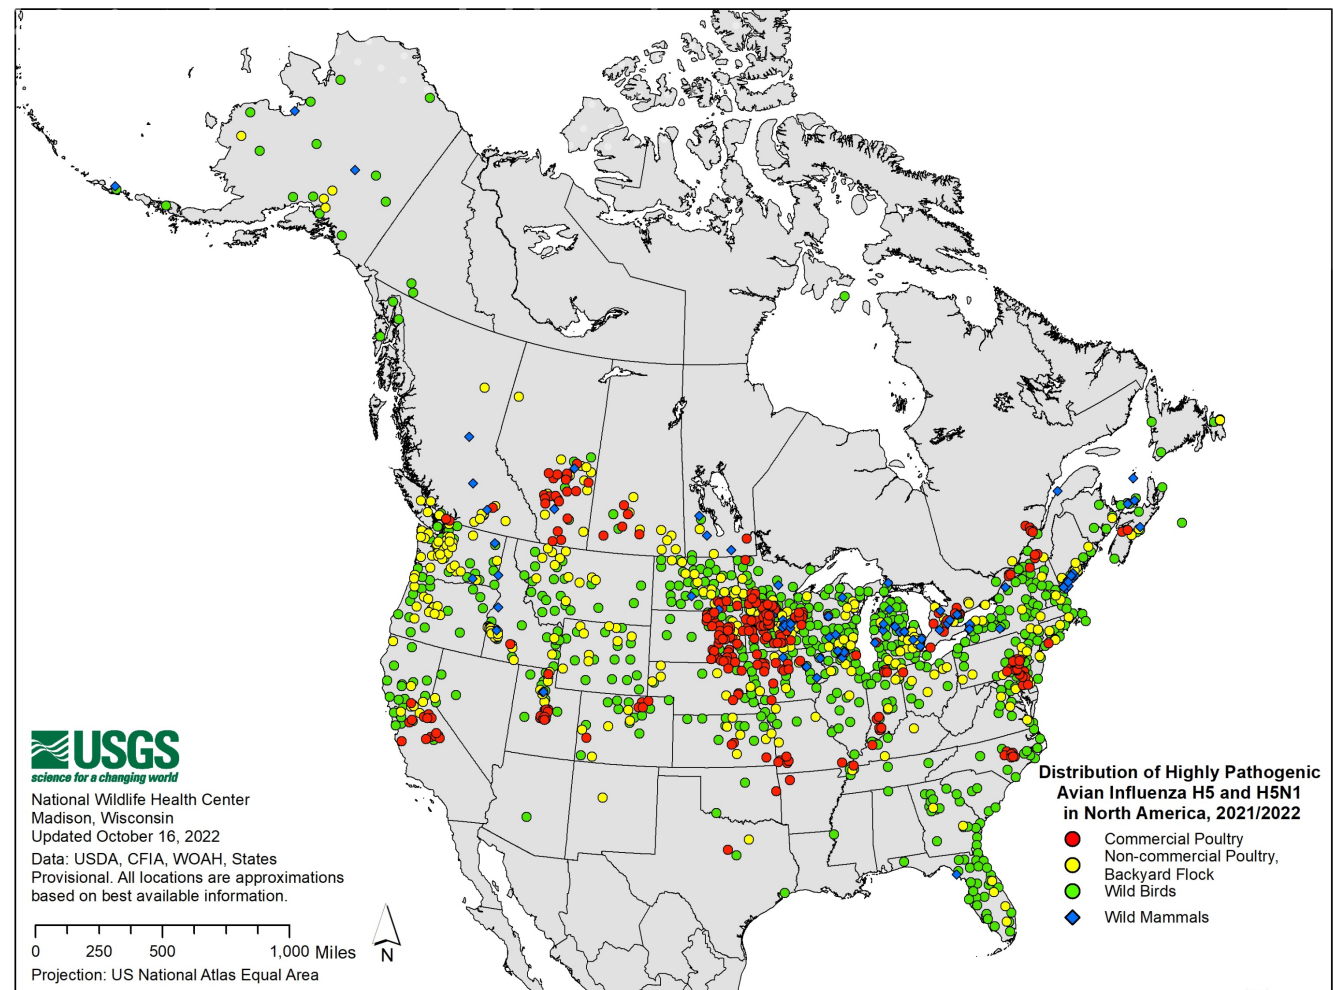 USGS
science for a changing world
National Wildlife Health Center
Madison, Wisconsin
Updated October 16, 2022
Data: USDA, CFIA, WOAH, States
Provisional. All locations are approximations
based on best available information.
0 250 500 1,000 Miles
N
Projection: US National Atlas Equal Area
Distribution of Highly Pathogenic
Avian Influenza H5 and H5N1
in North America, 2021/2022
Commercial Poultry
Non-commercial Poultry,
Backyard Flock
Wild Birds
Wild Mammals